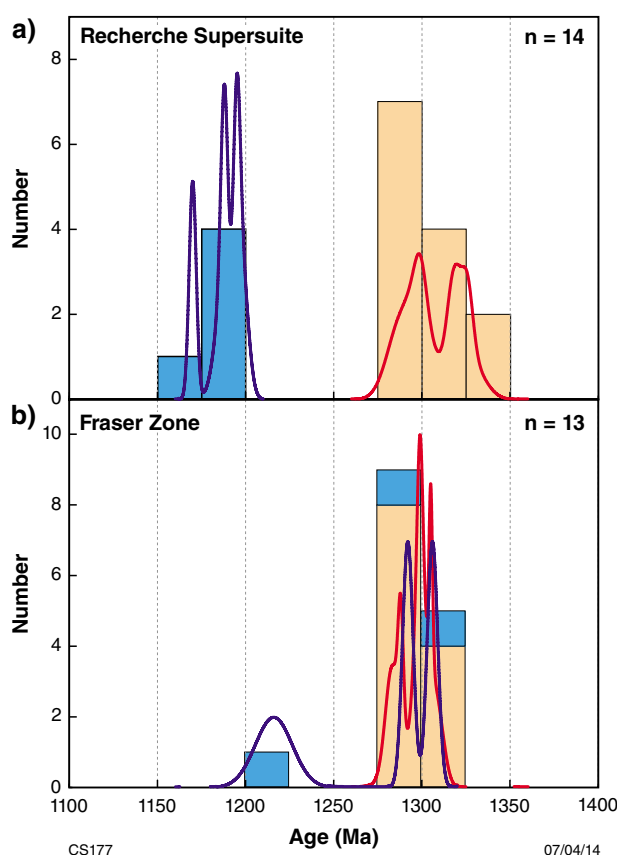 a)
Recherche Supersuite n = 14
8
6
4
2
0
Number
b)
Fraser Zone n = 13
10
8
6
4
2
0
Number
1100 1150 1200 1250 1300 1350 1400
Age (Ma)
CS177 07/04/14